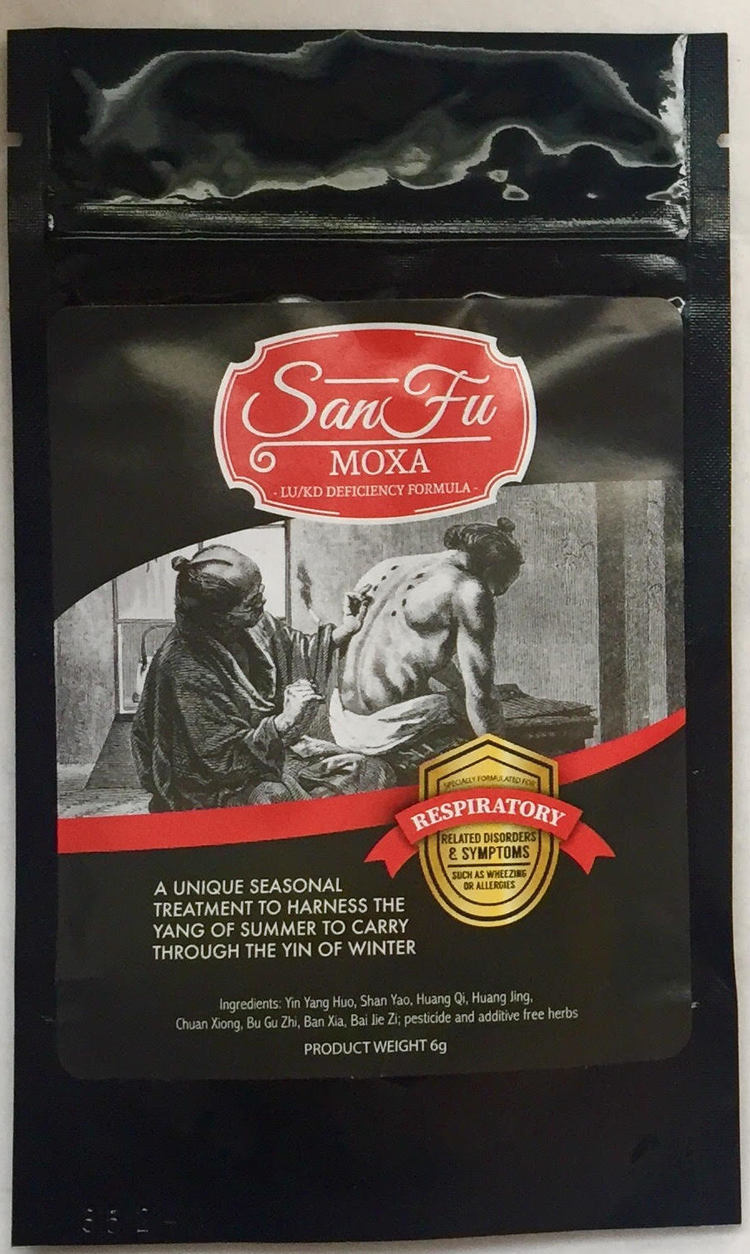 San Fu
MOXA
- LU/KD DEFICIENCY FORMULA -
SPECIALLY FORMULATED FOR
RESPIRATORY
RELATED DISORDERS
& SYMPTOMS
SUCH AS WHEEZING
OR ALLERGIES
A UNIQUE SEASONAL
TREATMENT TO HARNESS THE
YANG OF SUMMER TO CARRY
THROUGH THE YIN OF WINTER
Ingredients: Yin Yang Huo, Shan Yao, Huang Qi, Huang Jing,
Chuan Xiong, Bu Gu Zhi, Ban Xia, Bai Jie Zi; pesticide and additive free herbs
PRODUCT WEIGHT 6g